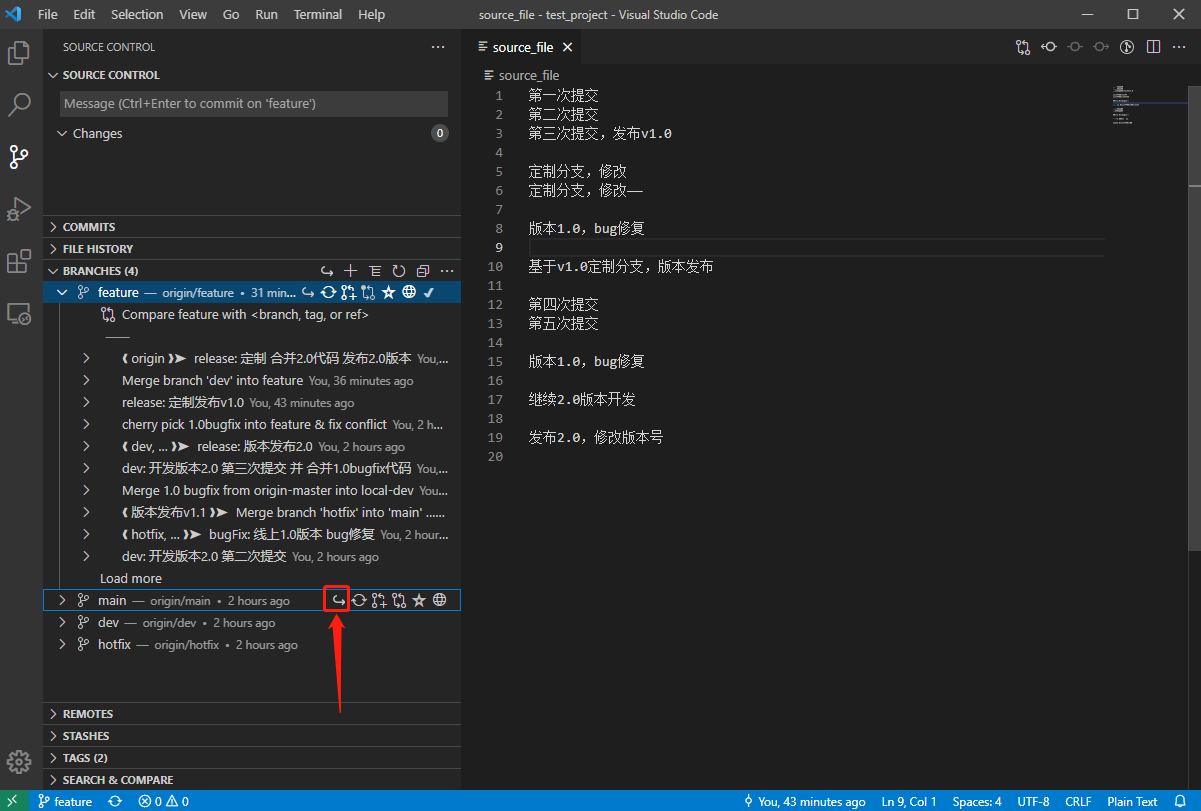 File Edit Selection View Go Run Terminal Help
source_file - test_project - Visual Studio Code
SOURCE CONTROL
SOURCE CONTROL
Message (Ctrl+Enter to commit on 'feature')
Changes 0
COMMITS
FILE HISTORY
BRANCHES (4)
feature — origin/feature • 31 min...
Compare feature with <branch, tag, or ref>
origin release: 定制 合并2.0代码 发布2.0版本 You,...
Merge branch 'dev' into feature You, 36 minutes ago
release: 定制发布v1.0 You, 43 minutes ago
cherry pick 1.0bugfix into feature & fix conflict You, 2 h...
dev, ... release: 版本发布2.0 You, 2 hours ago
dev: 开发版本2.0 第三次提交 并 合并1.0bugfix代码 You,...
Merge 1.0 bugfix from origin-master into local-dev You...
版本发布v1.1 Merge branch 'hotfix' into 'main' ......
hotfix, ... bugFix: 线上1.0版本 bug修复 You, 2 hour...
dev: 开发版本2.0 第二次提交 You, 2 hours ago
Load more
main — origin/main • 2 hours ago
dev — origin/dev • 2 hours ago
hotfix — origin/hotfix • 2 hours ago
REMOTES
STASHES
TAGS (2)
SEARCH & COMPARE
source_file
source_file
1 第一次提交
2 第二次提交
3 第三次提交，发布v1.0
4
5 定制分支，修改
6 定制分支，修改——
7
8 版本1.0，bug修复
9
10 基于v1.0定制分支，版本发布
11
12 第四次提交
13 第五次提交
14
15 版本1.0，bug修复
16
17 继续2.0版本开发
18
19 发布2.0，修改版本号
20
feature 0 0 You, 43 minutes ago Ln 9, Col 1 Spaces: 4 UTF-8 CRLF Plain Text